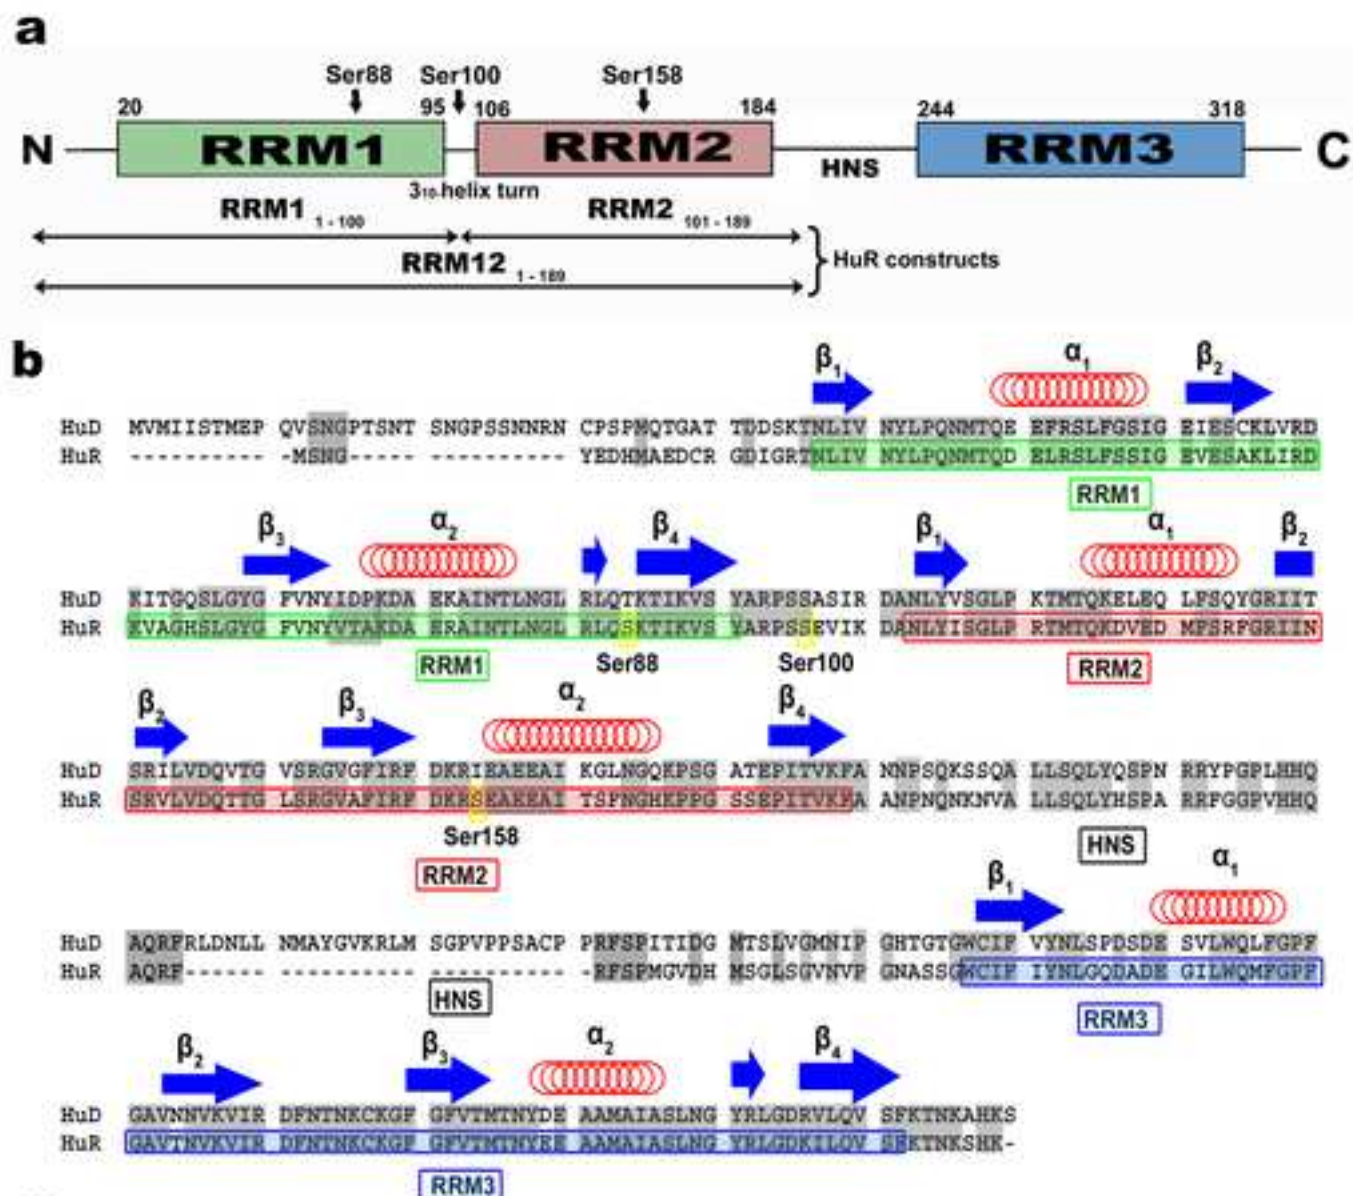 a
Ser88 Ser100 Ser158
20 95 106 184 244 318
N RRM1 RRM2 RRM3 C
HNS
3₁₀-helix turn
RRM1 1 - 100 RRM2 101 - 189
RRM12 1 - 189 HuR constructs
b
β1 α1 β2
HuD MVMIISTMEP QVSNGPTSNT SNGPSSNNRN CPSPMQTGAT TDDSKTNLIV NYLPQNMTQE EFRSLFGSIG EIESCKLVRD
HuR ---------- -MSNG----- ---------- YEDHMAEDCR GDIGRTNLIV NYLPQNMTQD ELRSLFSSIG EVESAKLIRD
RRM1
β3 α2 β4 β1 α1 β2
HuD KITGQSLGYG FVNYIDPKDA EKAINTLNGL RLQTKTIKVS YARPSSASIR DANLYVSGLP KTMTQKELEQ LFSQYGRIIT
HuR KVAGHSLGYG FVNYVTAKDA ERAINTLNGL RLQSKTIKVS YARPSSEVIK DANLYISGLP RTMTQKDVED MFSRFGRIIN
RRM1 Ser88 Ser100 RRM2
β2 β3 α2 β4
HuD SRILVDQVTG VSRGVGFIRF DKRIEAEEAI KGLNGQKPSG ATEPITVKFA NNPSQKSSQA LLSQLYQSPN RRYPGPLHHQ
HuR SRVLVDQTTG LSRGVAFIRF DKRSEAEEAI TSFNGHKPPG SSEPITVKFA ANPNQNKNVA LLSQLYHSPA RRFGGPVHHQ
Ser158
RRM2 HNS
β1 α1
HuD AQRFRLDNLL NMAYGVKRLM SGPVPPSACP PRFSPITIDG MTSLVGMNIP GHTGTGWCIF VYNLSPDSDE SVLWQLFGPF
HuR AQRF------ ---------- ---------- -RFSPMGVDH MSGLSGVNVP GNASSGWCIF IYNLGQDADE GILWQMFGPF
HNS RRM3
β2 β3 α2 β4
HuD GAVNNVKVIR DFNTNKCKGF GFVTMTNYDE AAMAIASLNG YRLGDRVLQV SFKTNKAHKS
HuR GAVTNVKVIR DFNTNKCKGF GFVTMTNYEE AAMAIASLNG YRLGDKILQV SFKTNKSHK-
RRM3